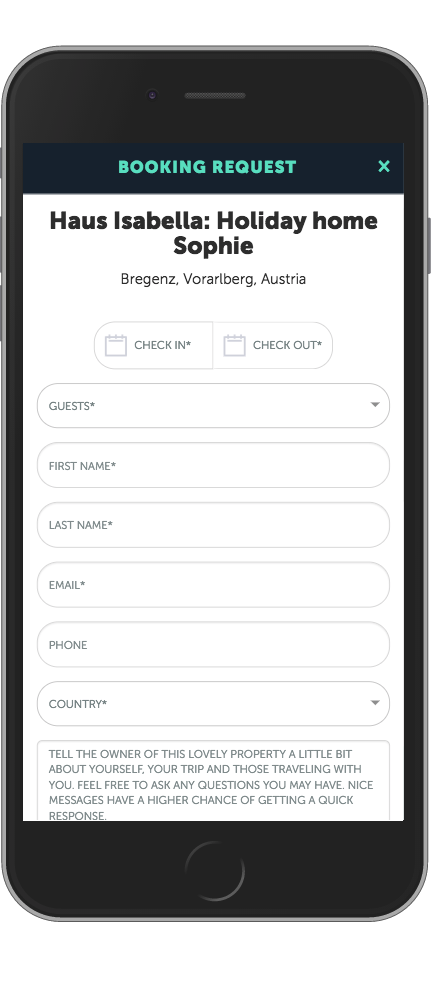 BOOKING REQUEST ×
Haus Isabella: Holiday home
Sophie
Bregenz, Vorarlberg, Austria
CHECK IN* CHECK OUT*
GUESTS*
FIRST NAME*
LAST NAME*
EMAIL*
PHONE
COUNTRY*
TELL THE OWNER OF THIS LOVELY PROPERTY A LITTLE BIT
ABOUT YOURSELF, YOUR TRIP AND THOSE TRAVELING WITH
YOU. FEEL FREE TO ASK ANY QUESTIONS YOU MAY HAVE. NICE
MESSAGES HAVE A HIGHER CHANCE OF GETTING A QUICK
RESPONSE.